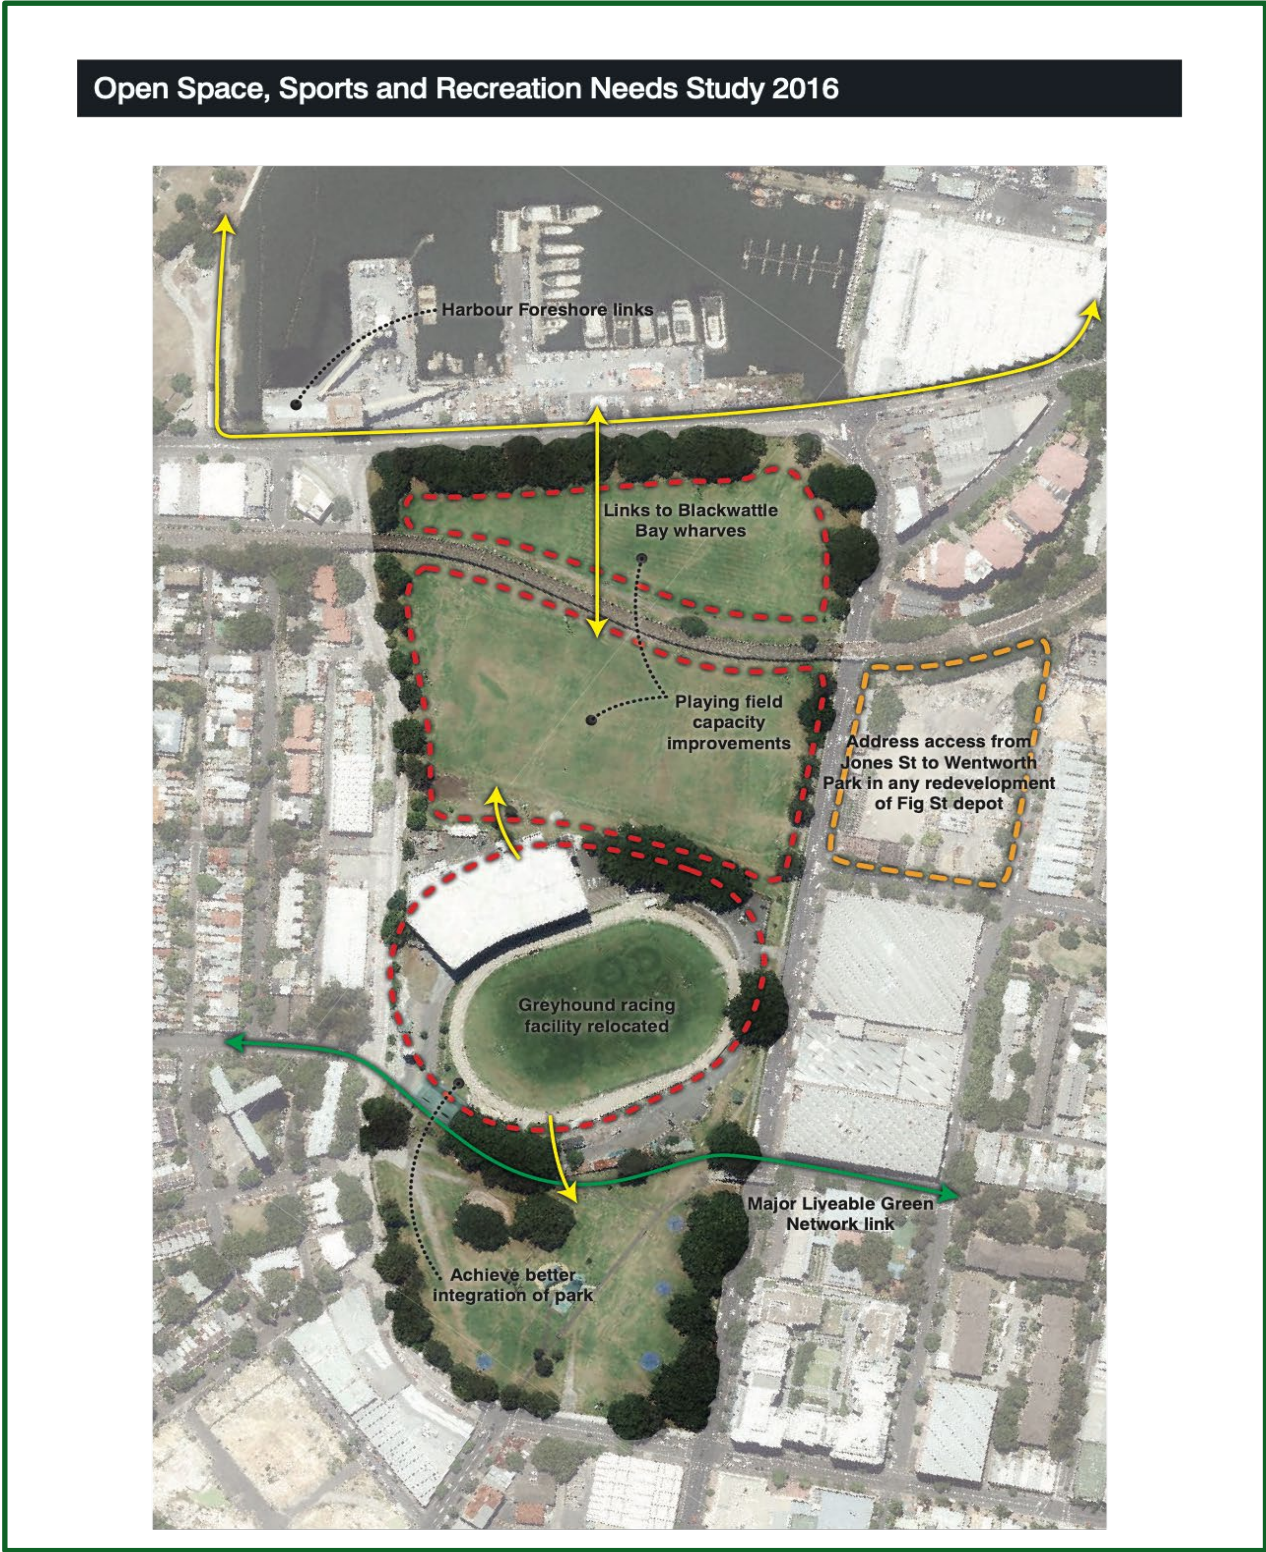 Open Space, Sports and Recreation Needs Study 2016
Harbour Foreshore links
Links to Blackwattle
Bay wharves
Playing field
capacity
improvements
Address access from
Jones St to Wentworth
Park in any redevelopment
of Fig St depot
Greyhound racing
facility relocated
Major Liveable Green
Network link
Achieve better
integration of park